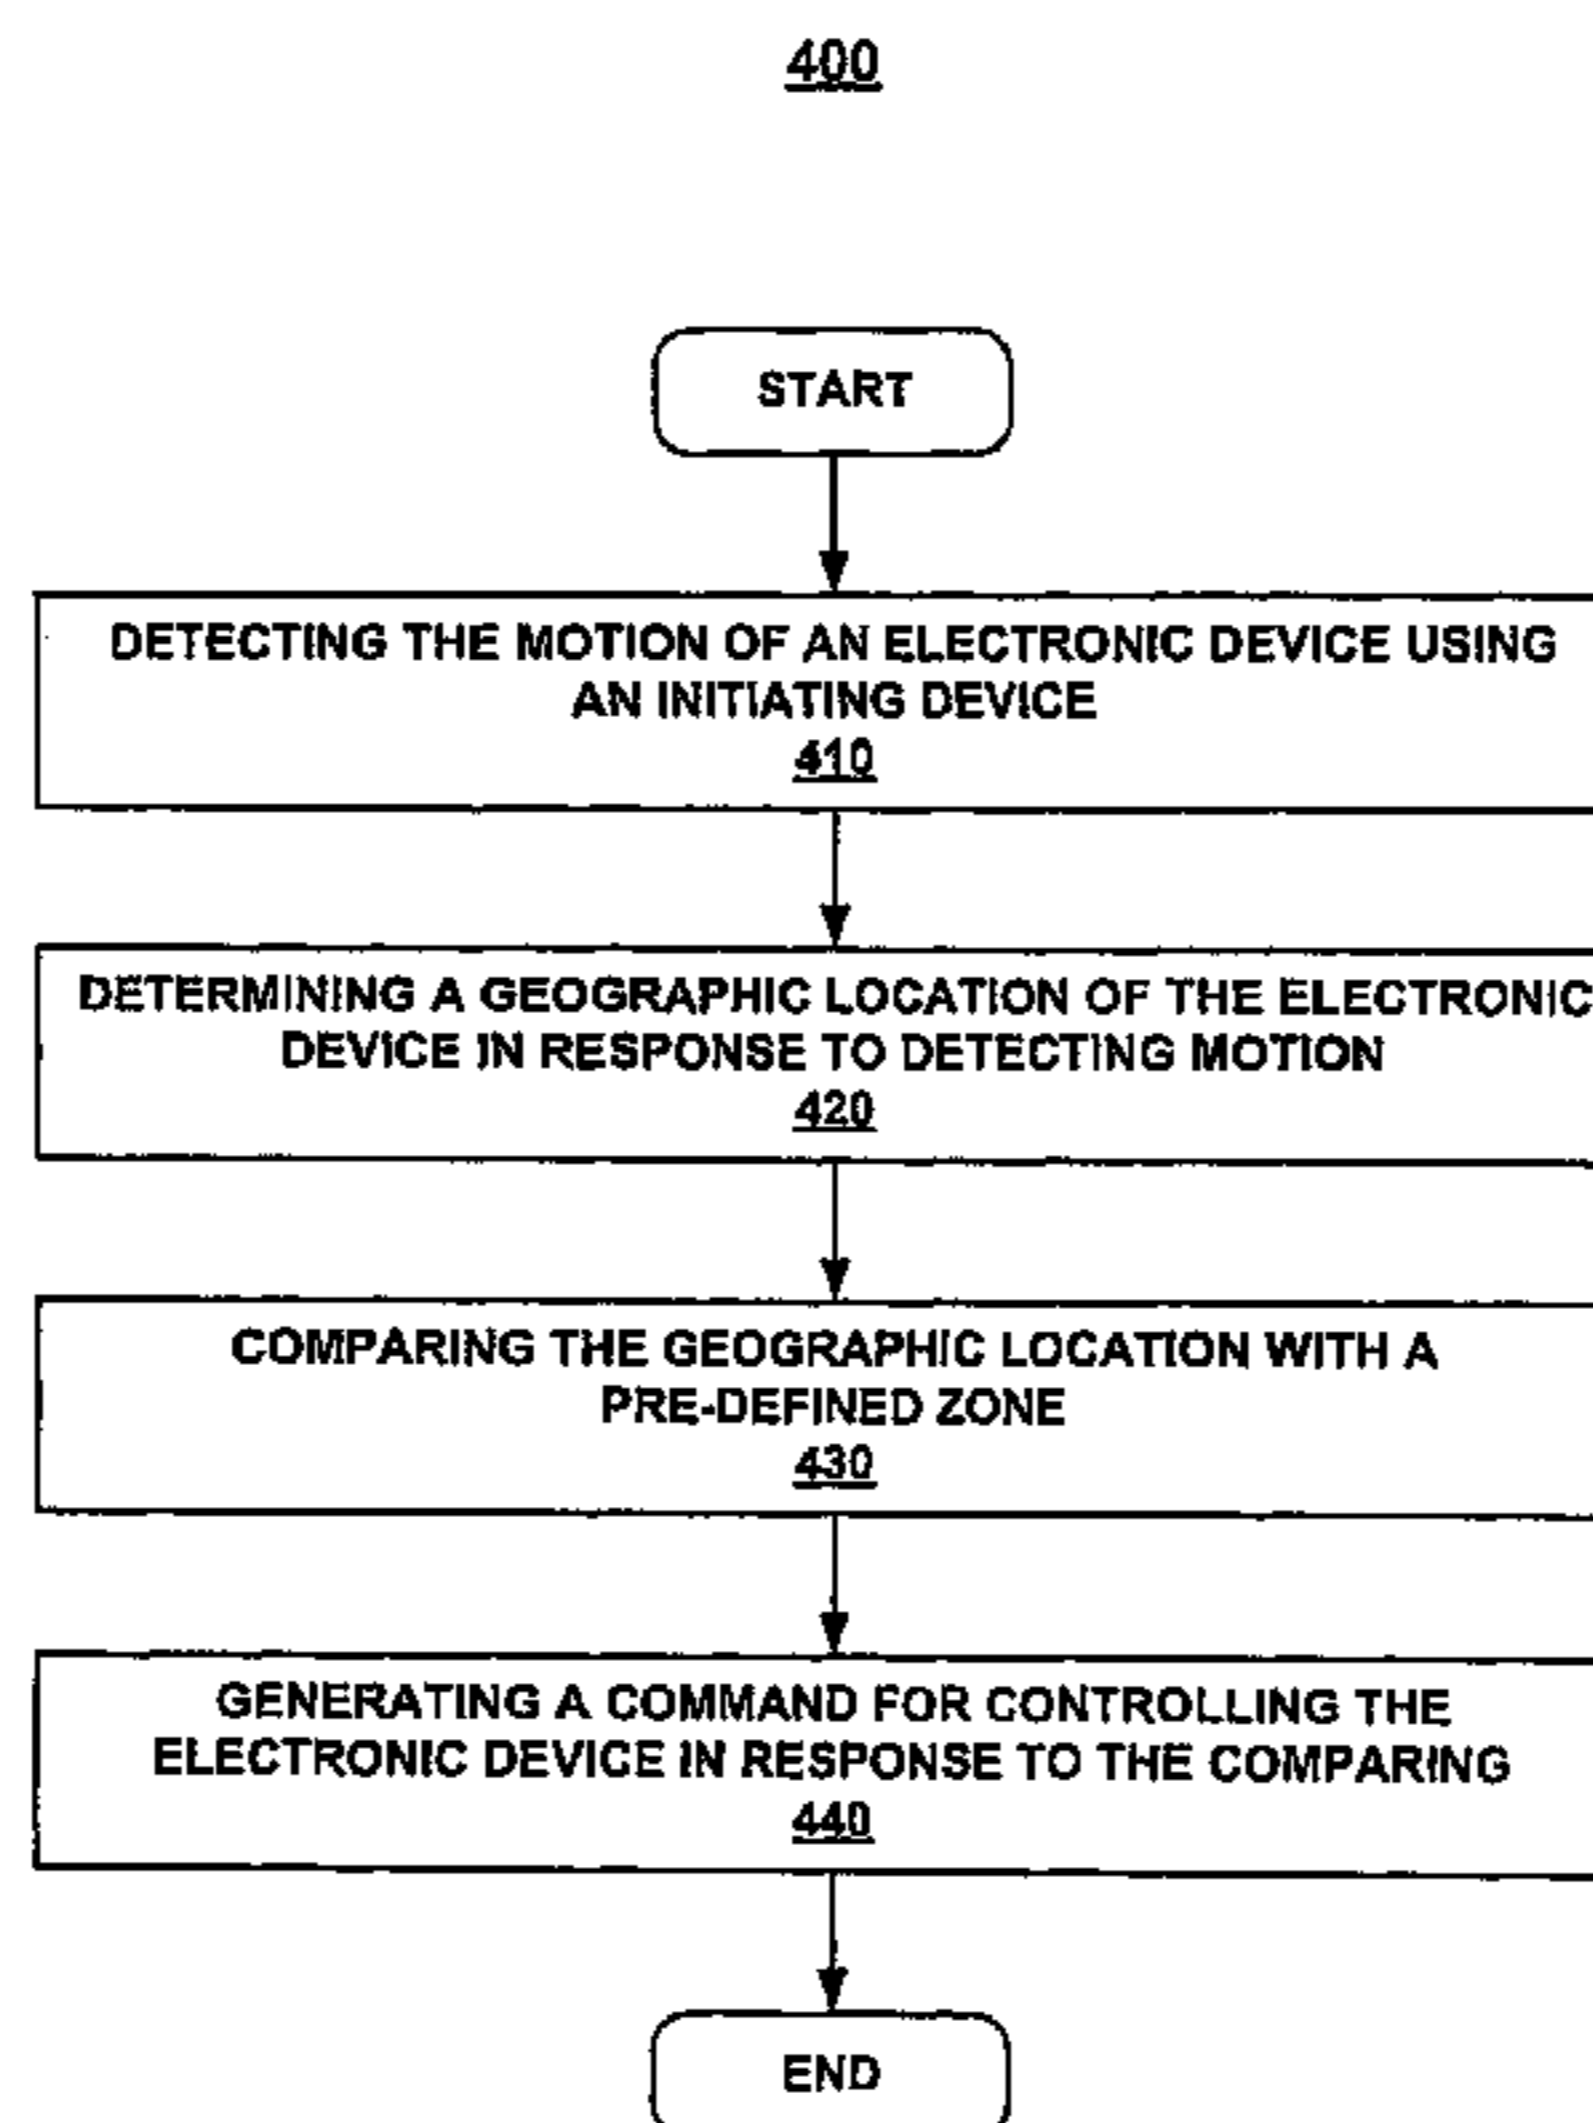 400
START
DETECTING THE MOTION OF AN ELECTRONIC DEVICE USING
AN INITIATING DEVICE
410
DETERMINING A GEOGRAPHIC LOCATION OF THE ELECTRONIC
DEVICE IN RESPONSE TO DETECTING MOTION
420
COMPARING THE GEOGRAPHIC LOCATION WITH A
PRE-DEFINED ZONE
430
GENERATING A COMMAND FOR CONTROLLING THE
ELECTRONIC DEVICE IN RESPONSE TO THE COMPARING
440
END